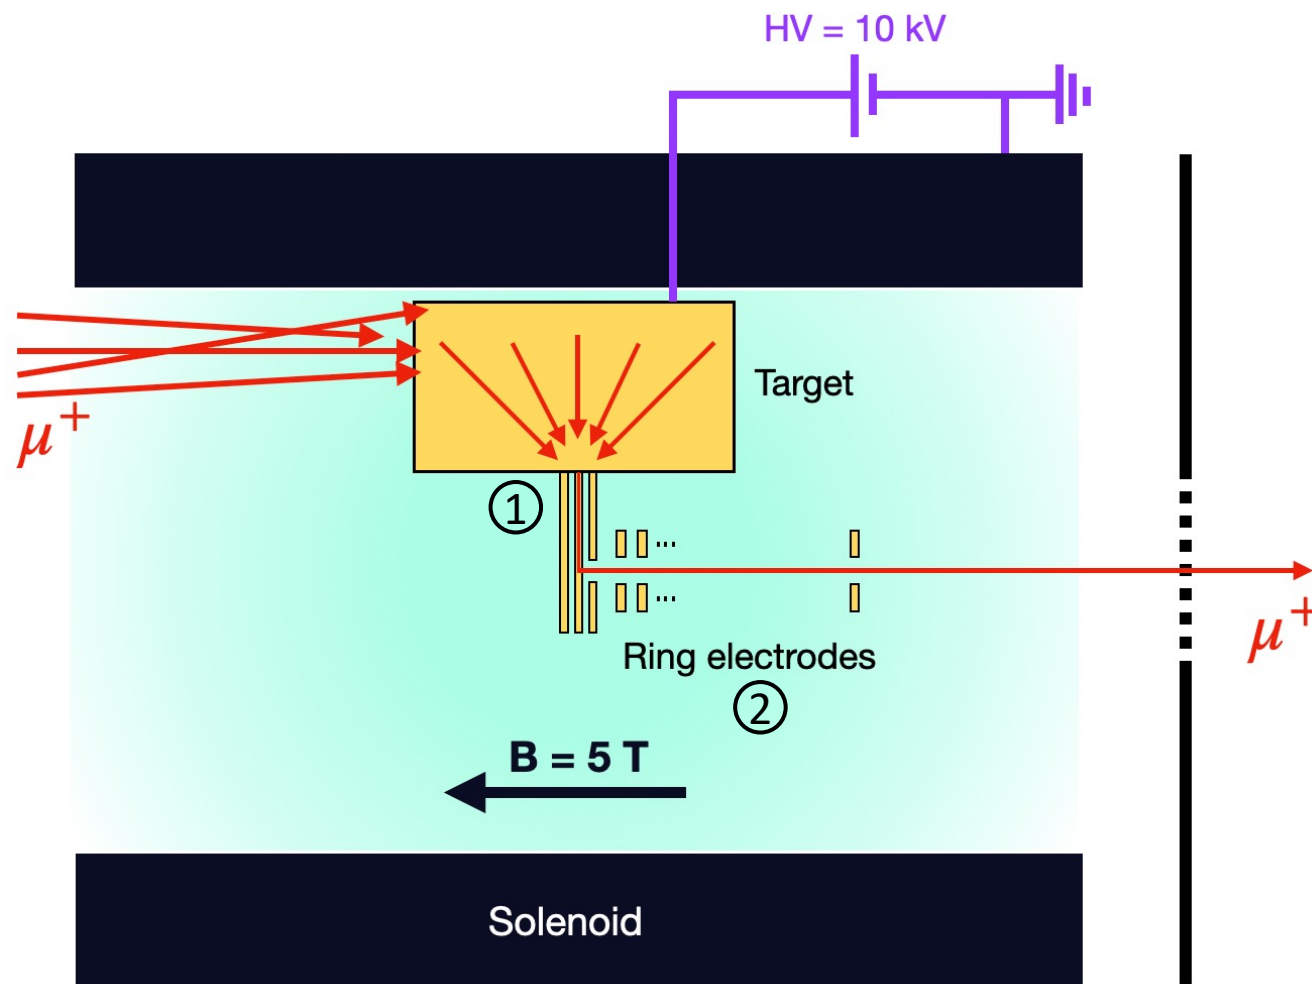 HV = 10 kV
μ⁺
Target
①
...
...
Ring electrodes
②
μ⁺
B = 5 T
Solenoid